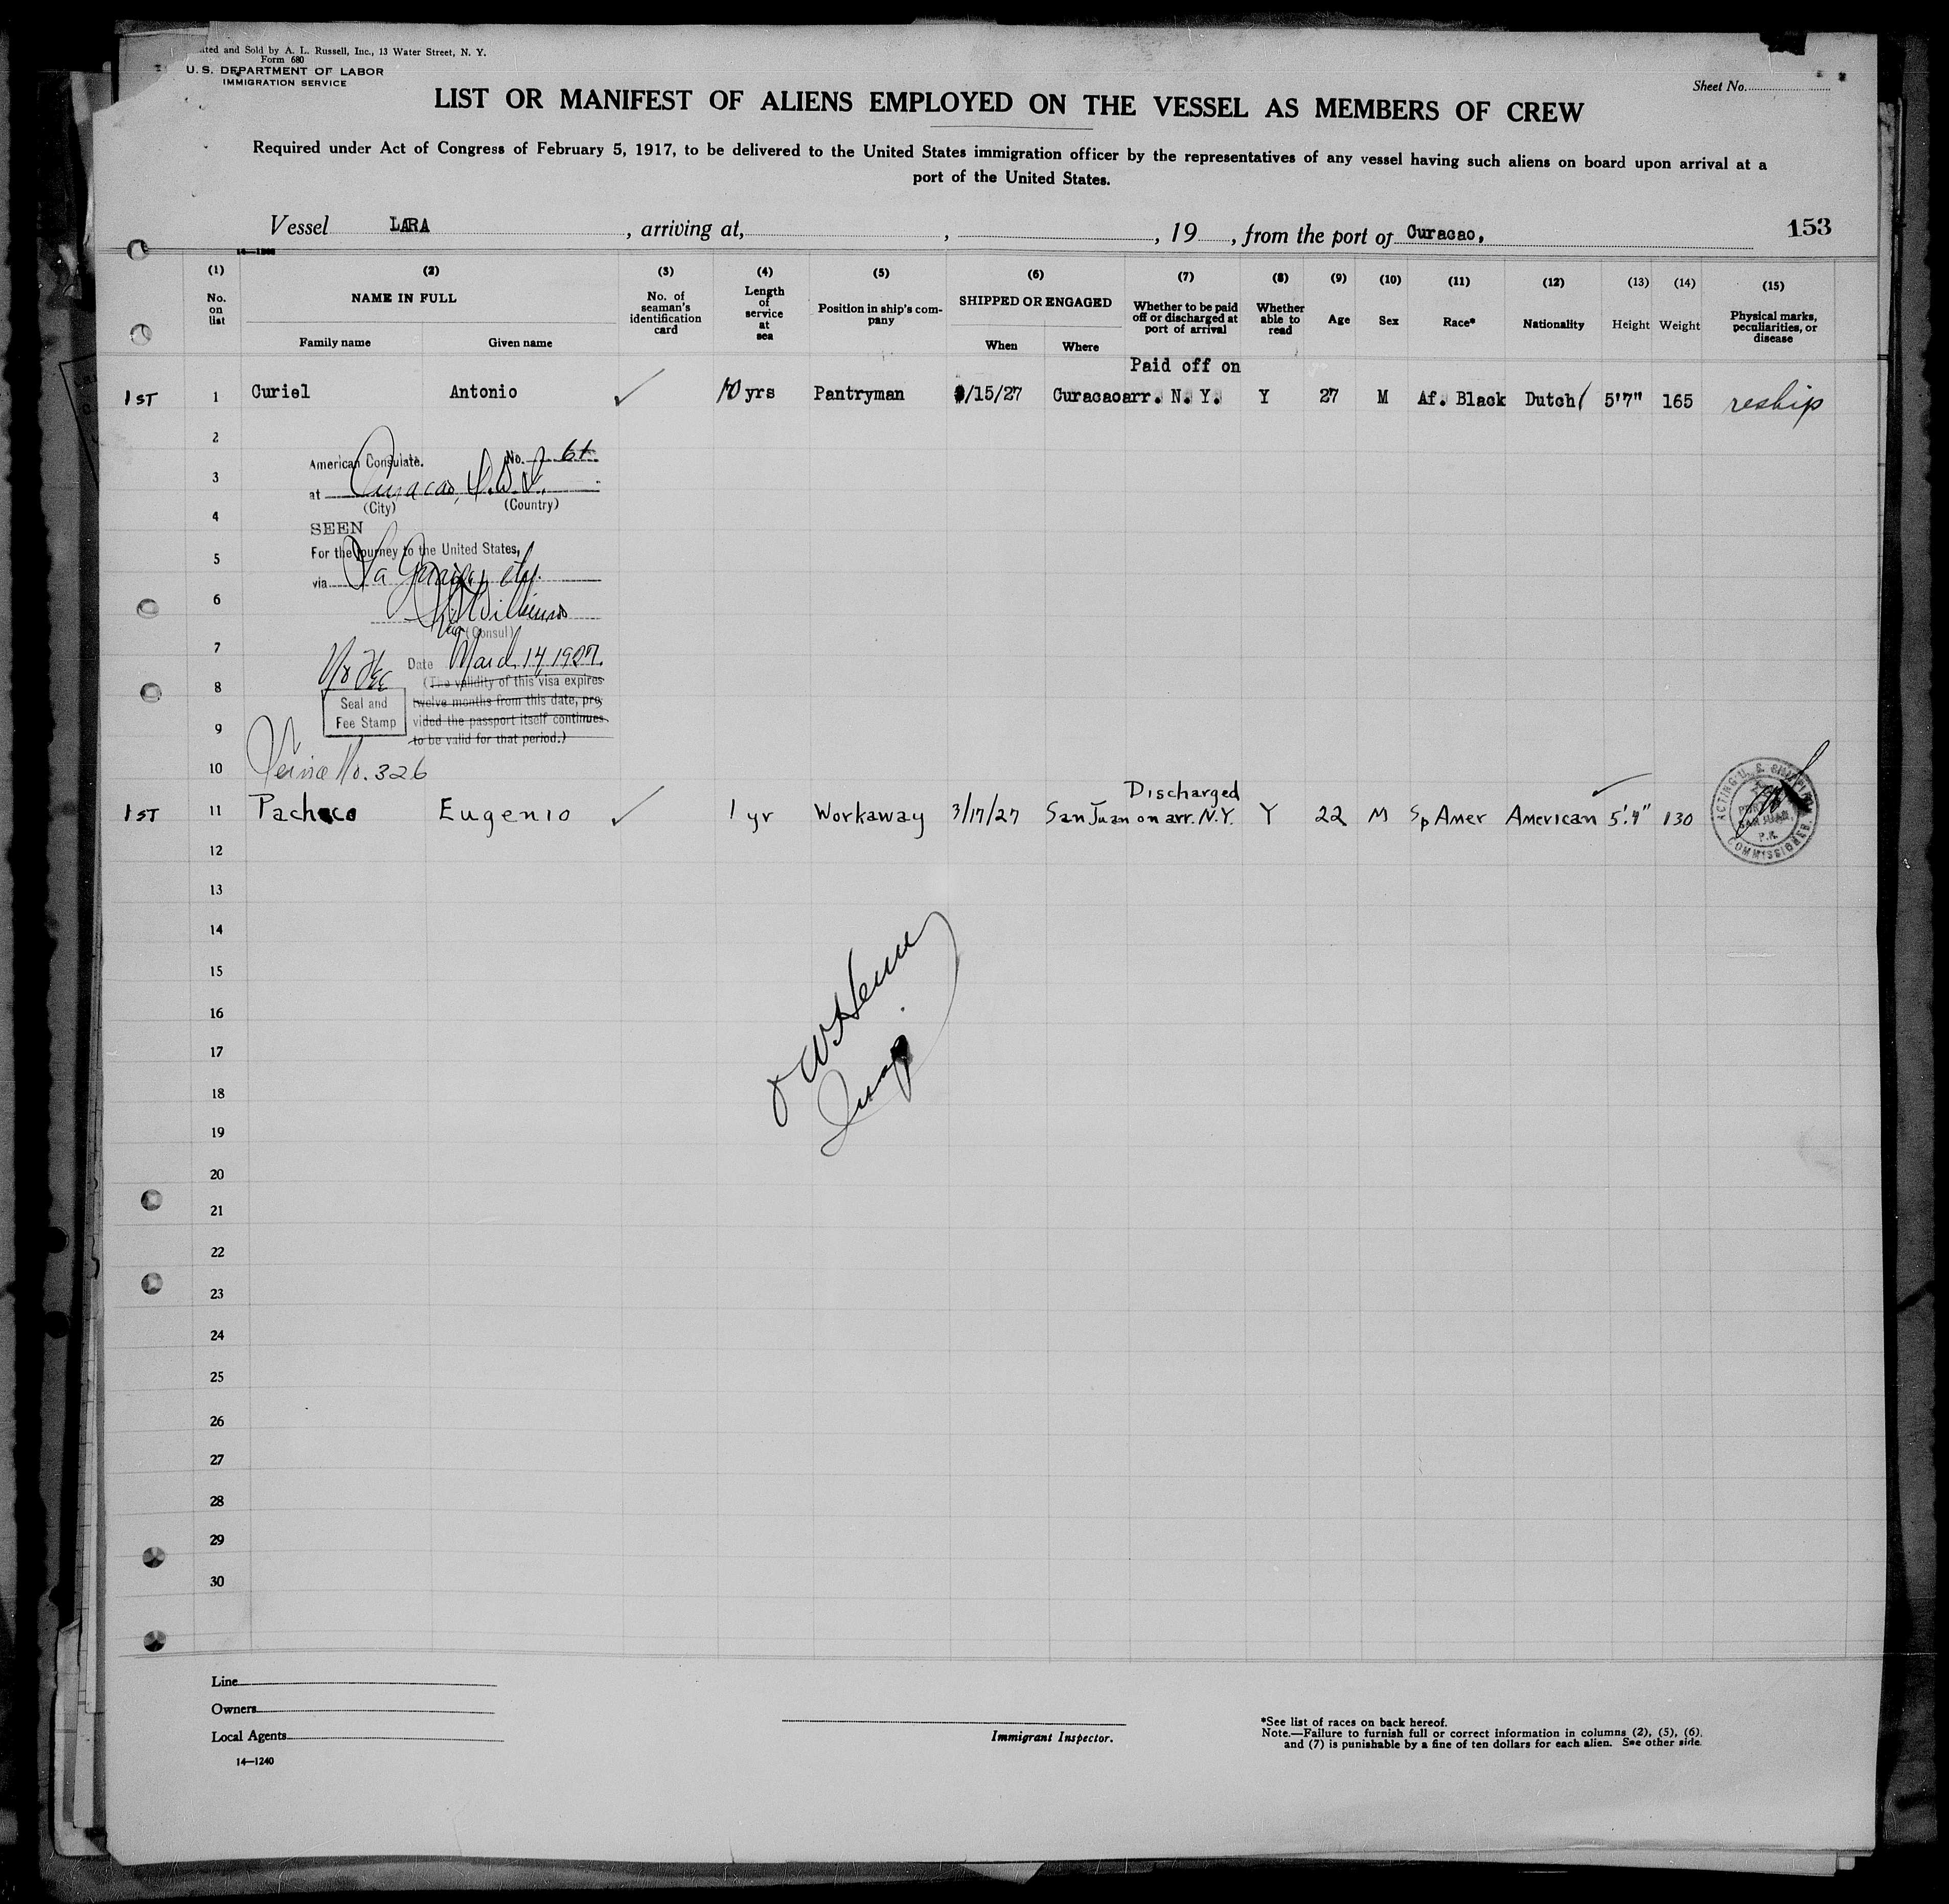 and Sold by A. L. Russell, Inc., 13 Water Street, N. Y.
Form 680
U. S. DEPARTMENT OF LABOR
IMMIGRATION SERVICE
Sheet No.
LIST OR MANIFEST OF ALIENS EMPLOYED ON THE VESSEL AS MEMBERS OF CREW
Required under Act of Congress of February 5, 1917, to be delivered to the United States immigration officer by the representatives of any vessel having such aliens on board upon arrival at a
port of the United States.
Vessel LARA , arriving at, , , 19 , from the port of Curacao, 153
(1) (2) (3) (4) (5) (6) (7) (8) (9) (10) (11) (12) (13) (14) (15)
No. on list
NAME IN FULL
Family name Given name
No. of seaman's identification card
Length of service at sea
Position in ship's company
SHIPPED OR ENGAGED
When Where
Whether to be paid off or discharged at port of arrival
Whether able to read
Age Sex Race* Nationality Height Weight
Physical marks, peculiarities, or disease
Paid off on
1ST 1 Curiel Antonio ✓ 10 yrs Pantryman /15/27 Curacao arr. N. Y. Y 27 M Af. Black Dutch 5'7" 165 reship
2
American Consulate. No.
3
at Curacao, D.W.I.
(City) (Country)
4
SEEN
For the journey to the United States,
5
via
6
(Consul)
7
Date March 14, 1927.
(The validity of this visa expires
8
twelve months from this date, pro-
vided the passport itself continues
to be valid for that period.)
Seal and
Fee Stamp
9
10 No. 326
Discharged
1ST 11 Pacheco Eugenio ✓ 1 yr Workaway 3/17/27 San Juan on arr. N.Y. Y 22 M Sp Amer American 5'.4" 130
ACTING U. S. SHIPPING COMMISSIONER
SAN JUAN
P. R.
12
13
14
15
16
17
18
19
20
21
22
23
24
25
26
27
28
29
30
Line
Owners
Local Agents
14—1240
Immigrant Inspector.
*See list of races on back hereof.
Note.—Failure to furnish full or correct information in columns (2), (5), (6),
and (7) is punishable by a fine of ten dollars for each alien. See other side.